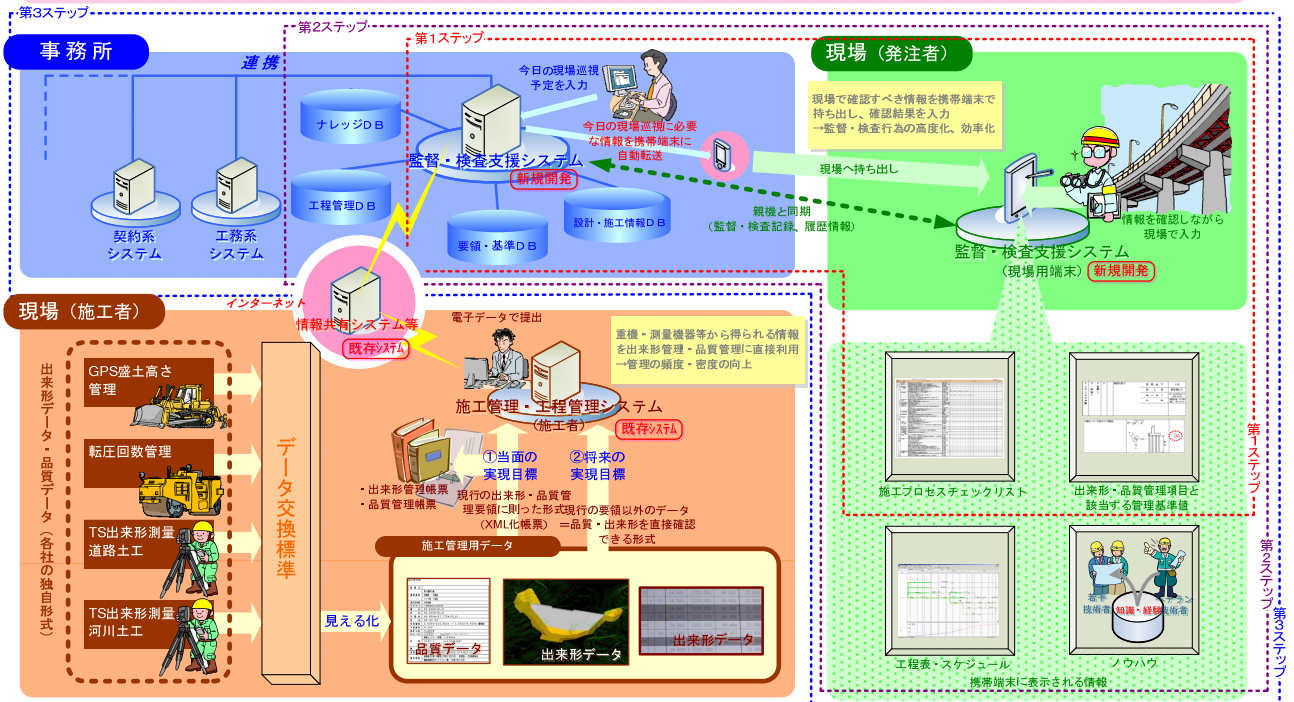 第3ステップ
第2ステップ
第1ステップ
事務所
連携
今日の現場巡視
予定を入力
ナレッジDB
今日の現場巡視に必要
な情報を携帯端末に
自動転送
監督・検査支援システム
新規開発
工程管理DB
設計・施工情報DB
要領・基準DB
契約系
システム
工務系
システム
現場（発注者）
現場で確認すべき情報を携帯端末で
持ち出し、確認結果を入力
→監督・検査行為の高度化、効率化
現場へ持ち出し
親機と同期
（監督・検査記録、履歴情報）
情報を確認しながら
現場で入力
監督・検査支援システム
（現場用端末）
新規開発
インターネット
情報共有システム等
既存システム
現場（施工者）
電子データで提出
重機・測量機器等から得られる情報
を出来形管理・品質管理に直接利用
→管理の頻度・密度の向上
施工管理・工程管理システム
（施工者）
既存システム
出来形データ・品質データ（各社の独自形式）
GPS盛土高さ
管理
転圧回数管理
TS出来形測量
道路土工
TS出来形測量
河川土工
データ交換標準
見える化
・出来形管理帳票
・品質管理帳票
①当面の
実現目標
②将来の
実現目標
現行の出来形・品質管
理要領に則った形式
（XML化帳票）
現行の要領以外のデータ
＝品質・出来形を直接確認
できる形式
施工管理用データ
品質データ
出来形データ
出来形データ
施工プロセスチェックリスト
出来形・品質管理項目と
該当する管理基準値
工程表・スケジュール
若手
技術者
知識・経験
ベテラン
技術者
ノウハウ
携帯端末に表示される情報
第1ステップ
第2ステップ
第3ステップ